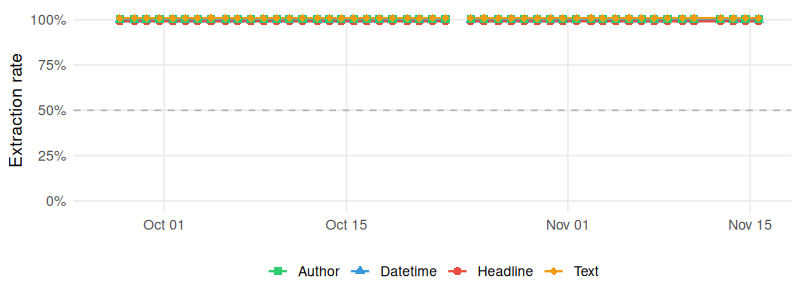 Extraction rate
100%
75%
50%
25%
0%
Oct 01 Oct 15 Nov 01 Nov 15
Author Datetime Headline Text